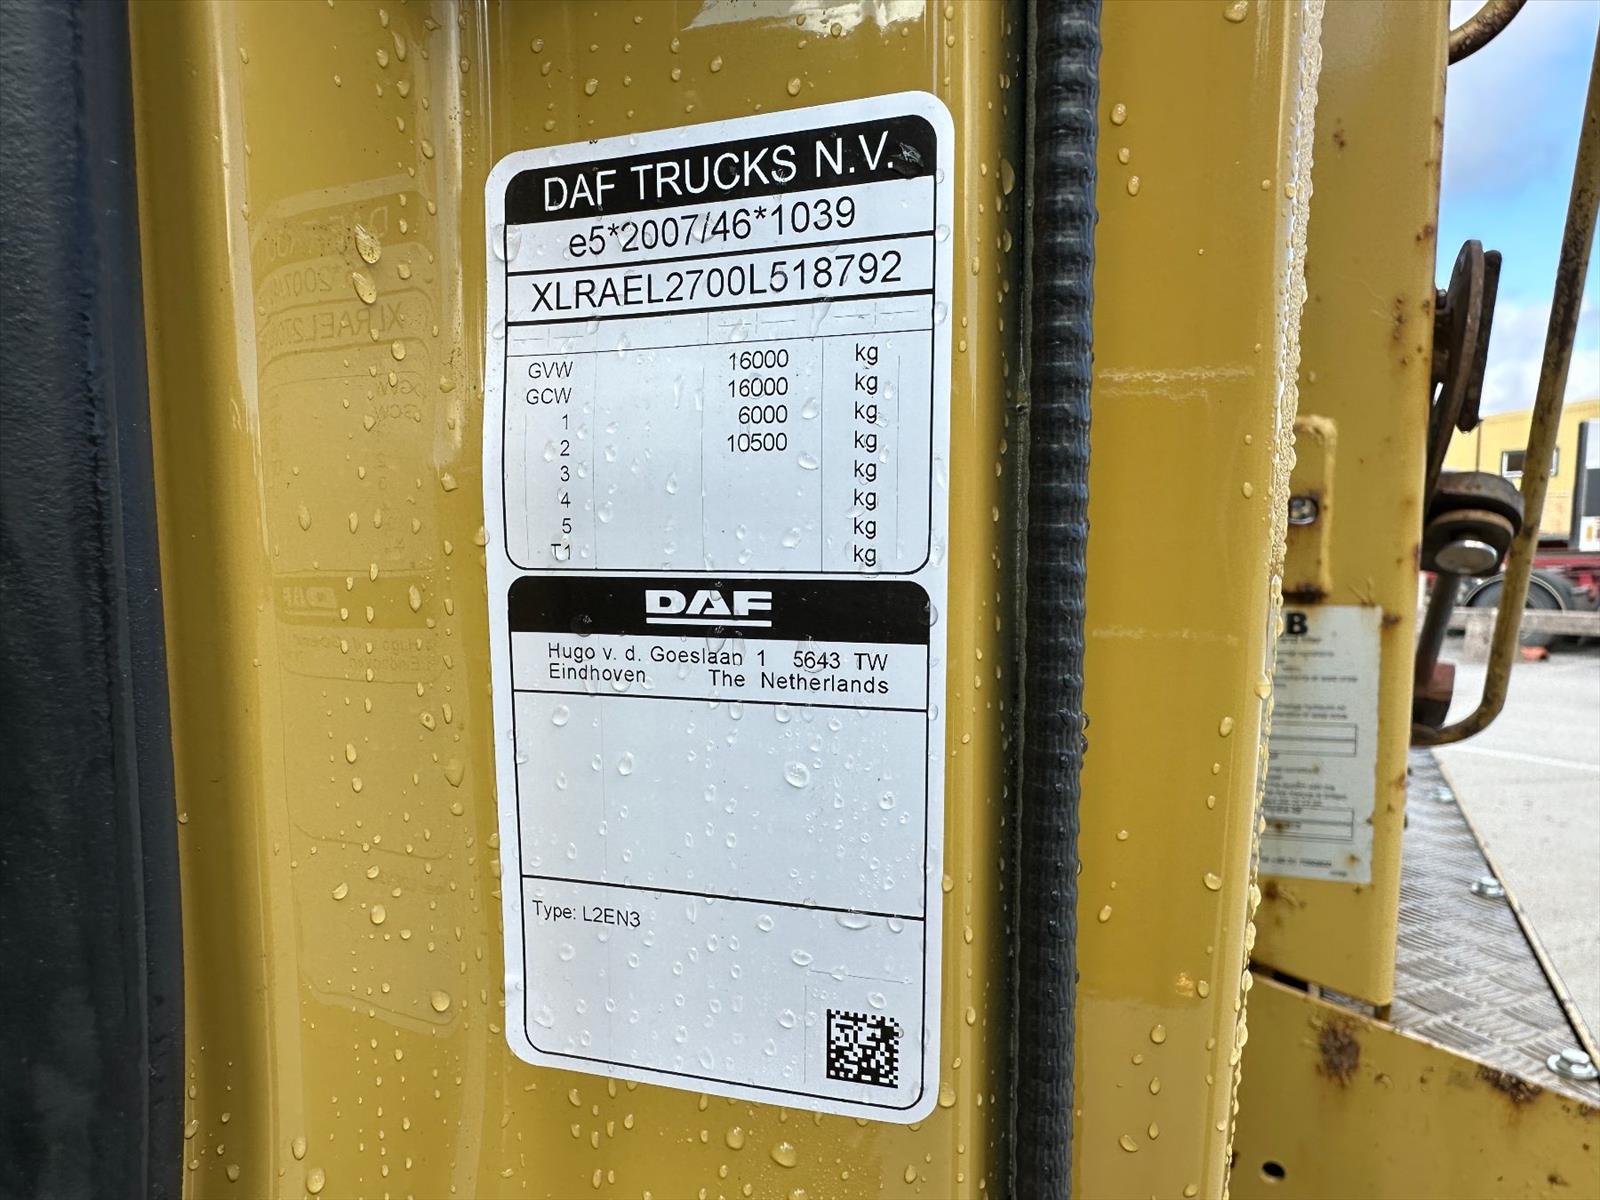 DAF TRUCKS N.V.
e5*2007/46*1039
XLRAEL2700L518792
GVW 16000 kg
GCW 16000 kg
1 6000 kg
2 10500 kg
3 kg
4 kg
5 kg
T1 kg
DAF
Hugo v. d. Goeslaan 1 5643 TW
Eindhoven The Netherlands
Type: L2EN3
B